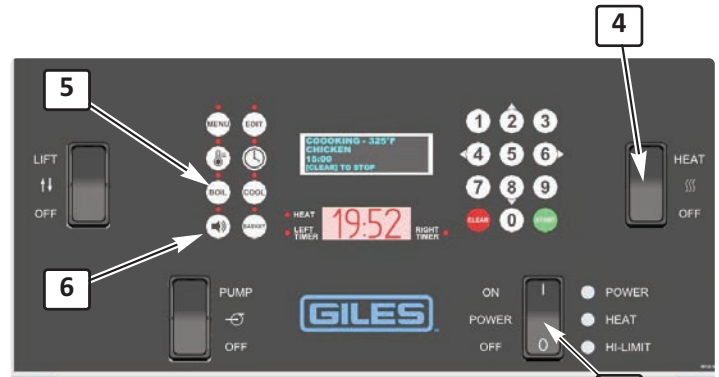 4
5
MENU EDIT
COOOKING - 325°F
CHICKEN
15:00
[CLEAR] TO STOP
1 2 3
LIFT
OFF
4 5 6
HEAT
OFF
BOIL COOL
7 8 9
BASKET
HEAT
LEFT
TIMER
19:52
RIGHT
TIMER
CLEAR 0 START
6
PUMP
OFF
GILES
ON
POWER
OFF
I
O
POWER
HEAT
HI-LIMIT